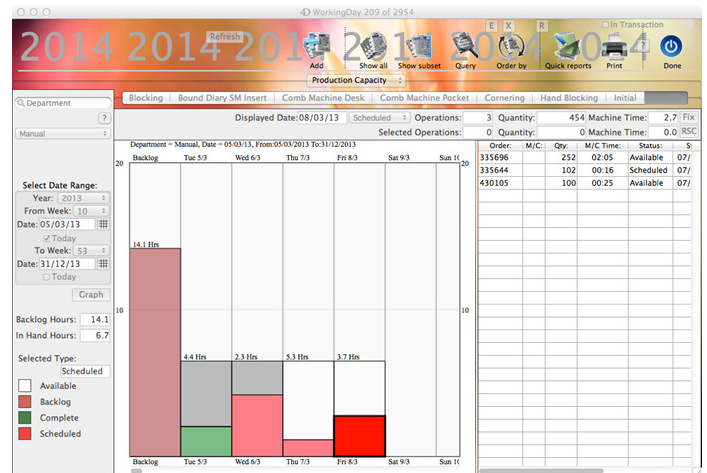 WorkingDay 209 of 2954
2014 2014 2014 2014 2014
Refresh
E X R
In Transaction
Add Show all Show subset Query Order by Quick reports Print Done
Production Capacity
Department
Blocking Bound Diary SM Insert Comb Machine Desk Comb Machine Pocket Cornering Hand Blocking Initial
?
Displayed Date: 08/03/13 Scheduled Operations: 3 Quantity: 454 Machine Time: 2.7 Fix
Manual
Selected Operations: 0 Quantity: 0 Machine Time: 0.0 RSC
Department = Manual, Date = 05/03/13, From:05/03/2013 To:31/12/2013
Backlog Tue 5/3 Wed 6/3 Thu 7/3 Fri 8/3 Sat 9/3 Sun 10
20 20
10 10
14.1 Hrs
4.4 Hrs 2.3 Hrs 5.3 Hrs 3.7 Hrs
Backlog Tue 5/3 Wed 6/3 Thu 7/3 Fri 8/3 Sat 9/3 Sun 10
Order: M/C: Qty: M/C Time: Status: S
335696 252 02:05 Available 07/
335644 102 00:16 Scheduled 07/
430105 100 00:25 Available 07/
Select Date Range:
Year: 2013
From Week: 10
Date: 05/03/13
Today
To Week: 53
Date: 31/12/13
Today
Graph
Backlog Hours: 14.1
In Hand Hours: 6.7
Selected Type:
Scheduled
Available
Backlog
Complete
Scheduled